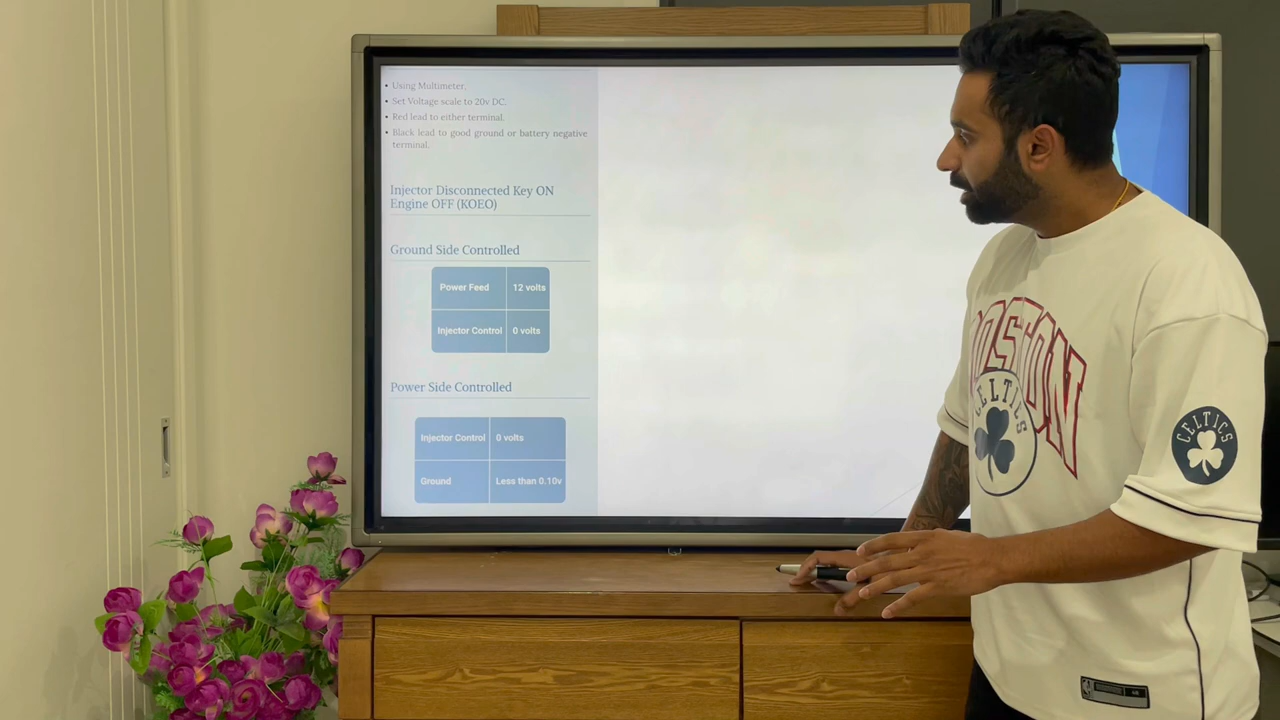 • Using Multimeter,
• Set Voltage scale to 20v DC.
• Red lead to either terminal.
• Black lead to good ground or battery negative
terminal.
Injector Disconnected Key ON
Engine OFF (KOEO)
Ground Side Controlled
Power Feed 12 volts
Injector Control 0 volts
Power Side Controlled
Injector Control 0 volts
Ground Less than 0.10v
BOSTON
CELTICS
CELTICS